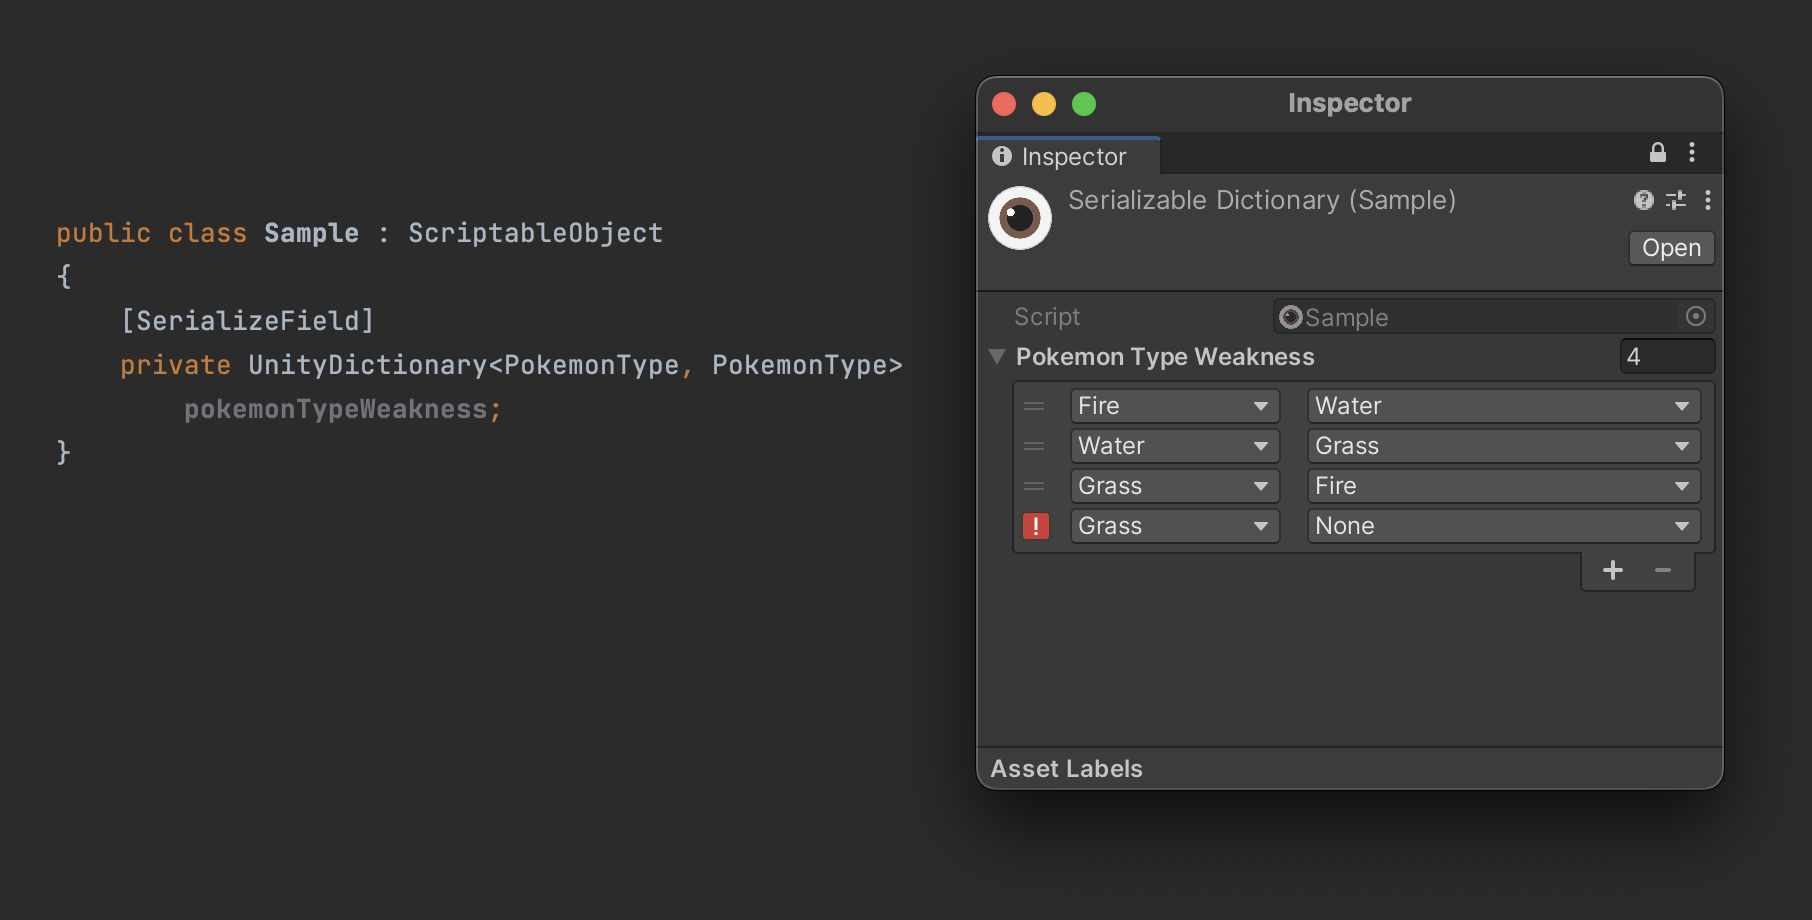 public class Sample : ScriptableObject
{
[SerializeField]
private UnityDictionary<PokemonType, PokemonType>
pokemonTypeWeakness;
}
Inspector
Inspector
Serializable Dictionary (Sample)
Open
Script Sample
Pokemon Type Weakness 4
Fire Water
Water Grass
Grass Fire
! Grass None
+ −
Asset Labels